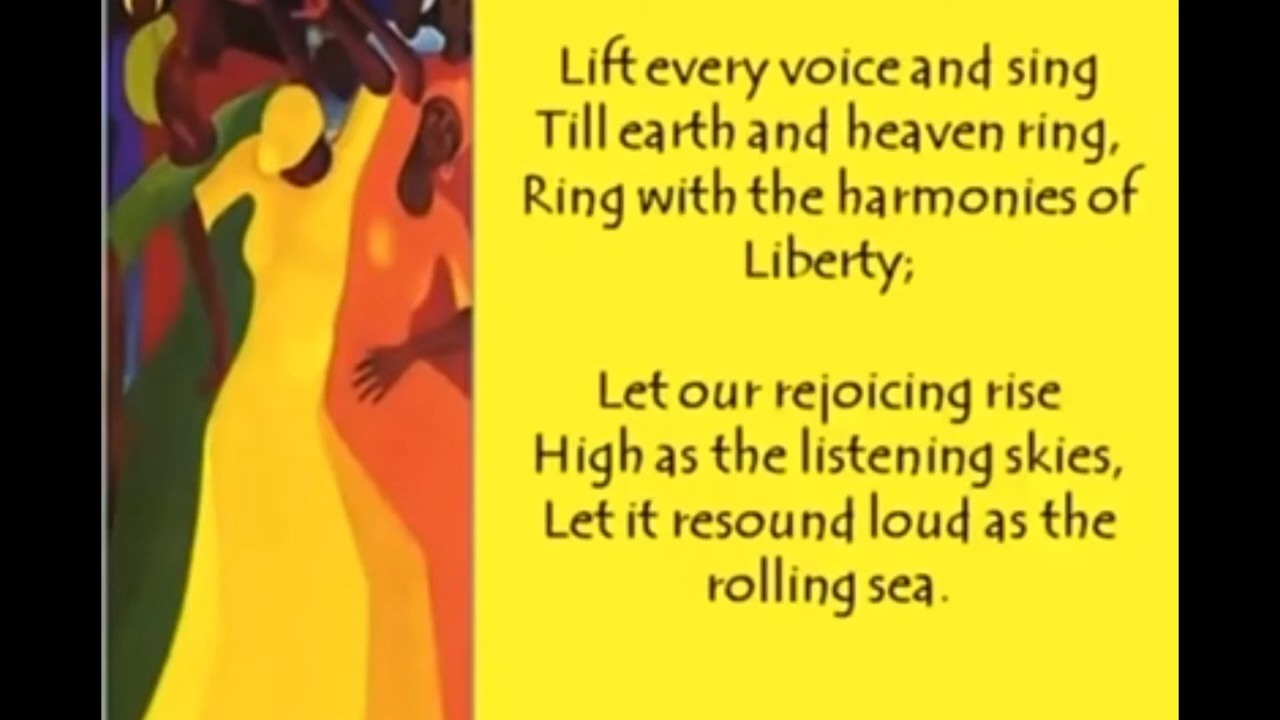 Lift every voice and sing
Till earth and heaven ring,
Ring with the harmonies of
Liberty;
Let our rejoicing rise
High as the listening skies,
Let it resound loud as the
rolling sea.